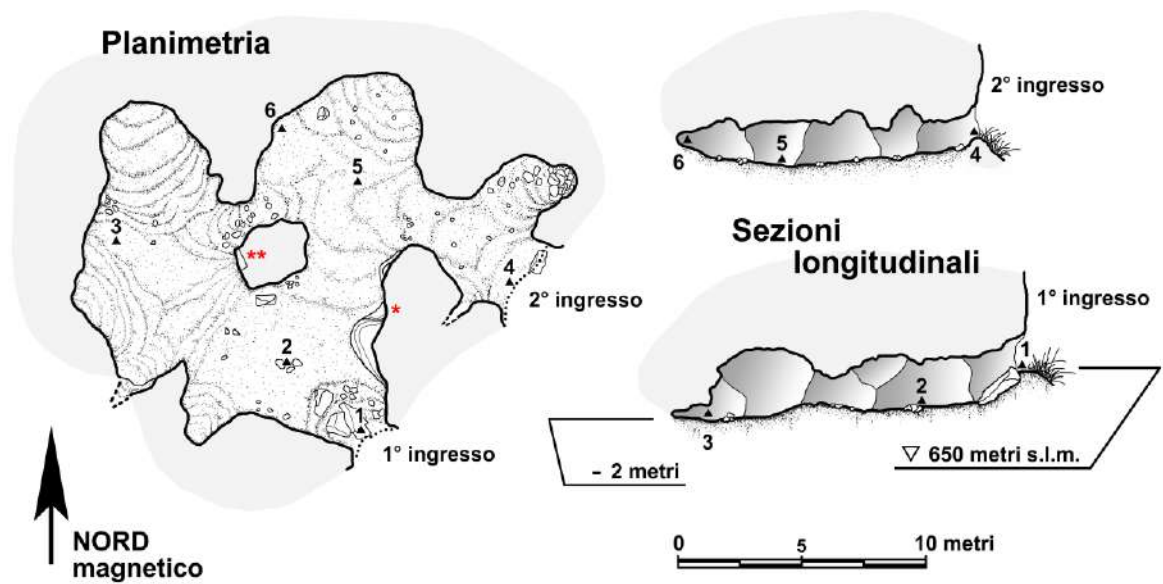 Planimetria
6
5
3
**
4
2° ingresso
*
2
1
1° ingresso
NORD
magnetico
2° ingresso
5
6
4
Sezioni
longitudinali
1° ingresso
1
2
3
- 2 metri
650 metri s.l.m.
0 5 10 metri